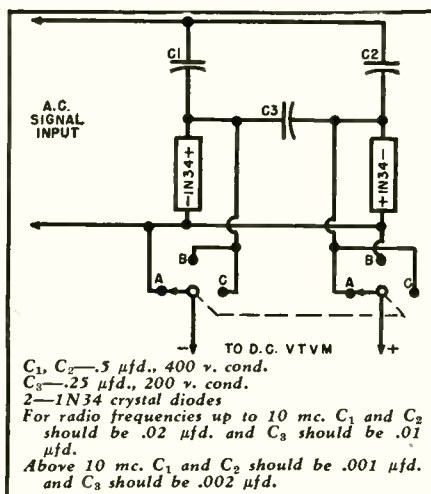 C1
C2
C3
A.C.
SIGNAL
INPUT
-1N34+
+1N34-
B
B
A
C
A
C
-
TO D.C. VTVM
+
C₁, C₂—.5 µfd., 400 v. cond.
C₃—.25 µfd., 200 v. cond.
2—1N34 crystal diodes
For radio frequencies up to 10 mc. C₁ and C₂
should be .02 µfd. and C₃ should be .01
µfd.
Above 10 mc. C₁ and C₂ should be .001 µfd.
and C₃ should be .002 µfd.